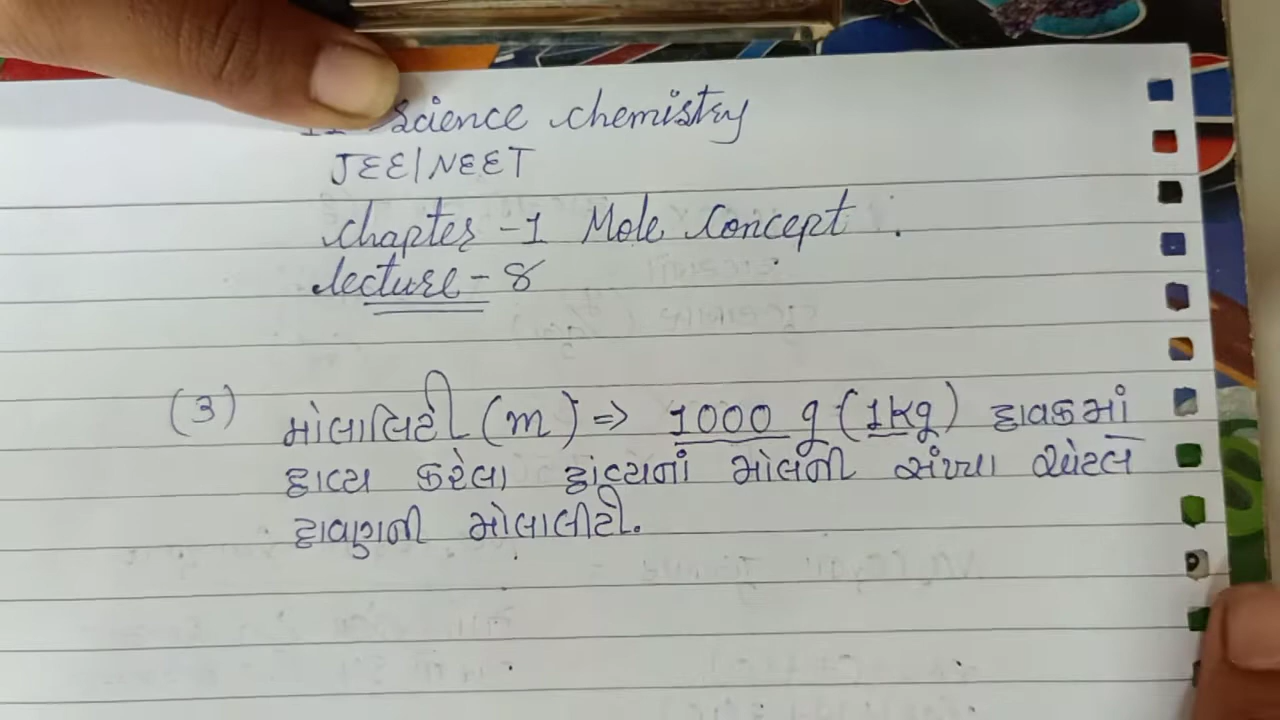 11 Science chemistry
JEE/NEET
Chapter - 1 Mole Concept .
lecture - 8
(3) મોલાલિટી (m) => 1000 g (1kg) દ્રાવકમાં
દ્રાવ્ય કરેલા દ્રાવ્યનાં મોલની સંખ્યા એટલે
દ્રાવણની મોલાલીટી.